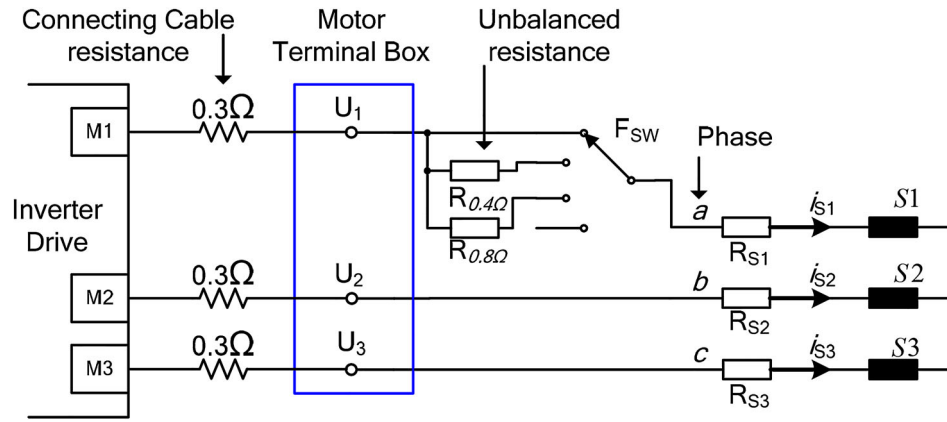 Connecting Cable
resistance
Motor
Terminal Box
Unbalanced
resistance
0.3Ω
U1
M1
FSW
Phase
R0.4Ω
Inverter
Drive
a
iS1
S1
R0.8Ω
RS1
0.3Ω
U2
M2
b
iS2
S2
RS2
0.3Ω
U3
M3
c
iS3
S3
RS3